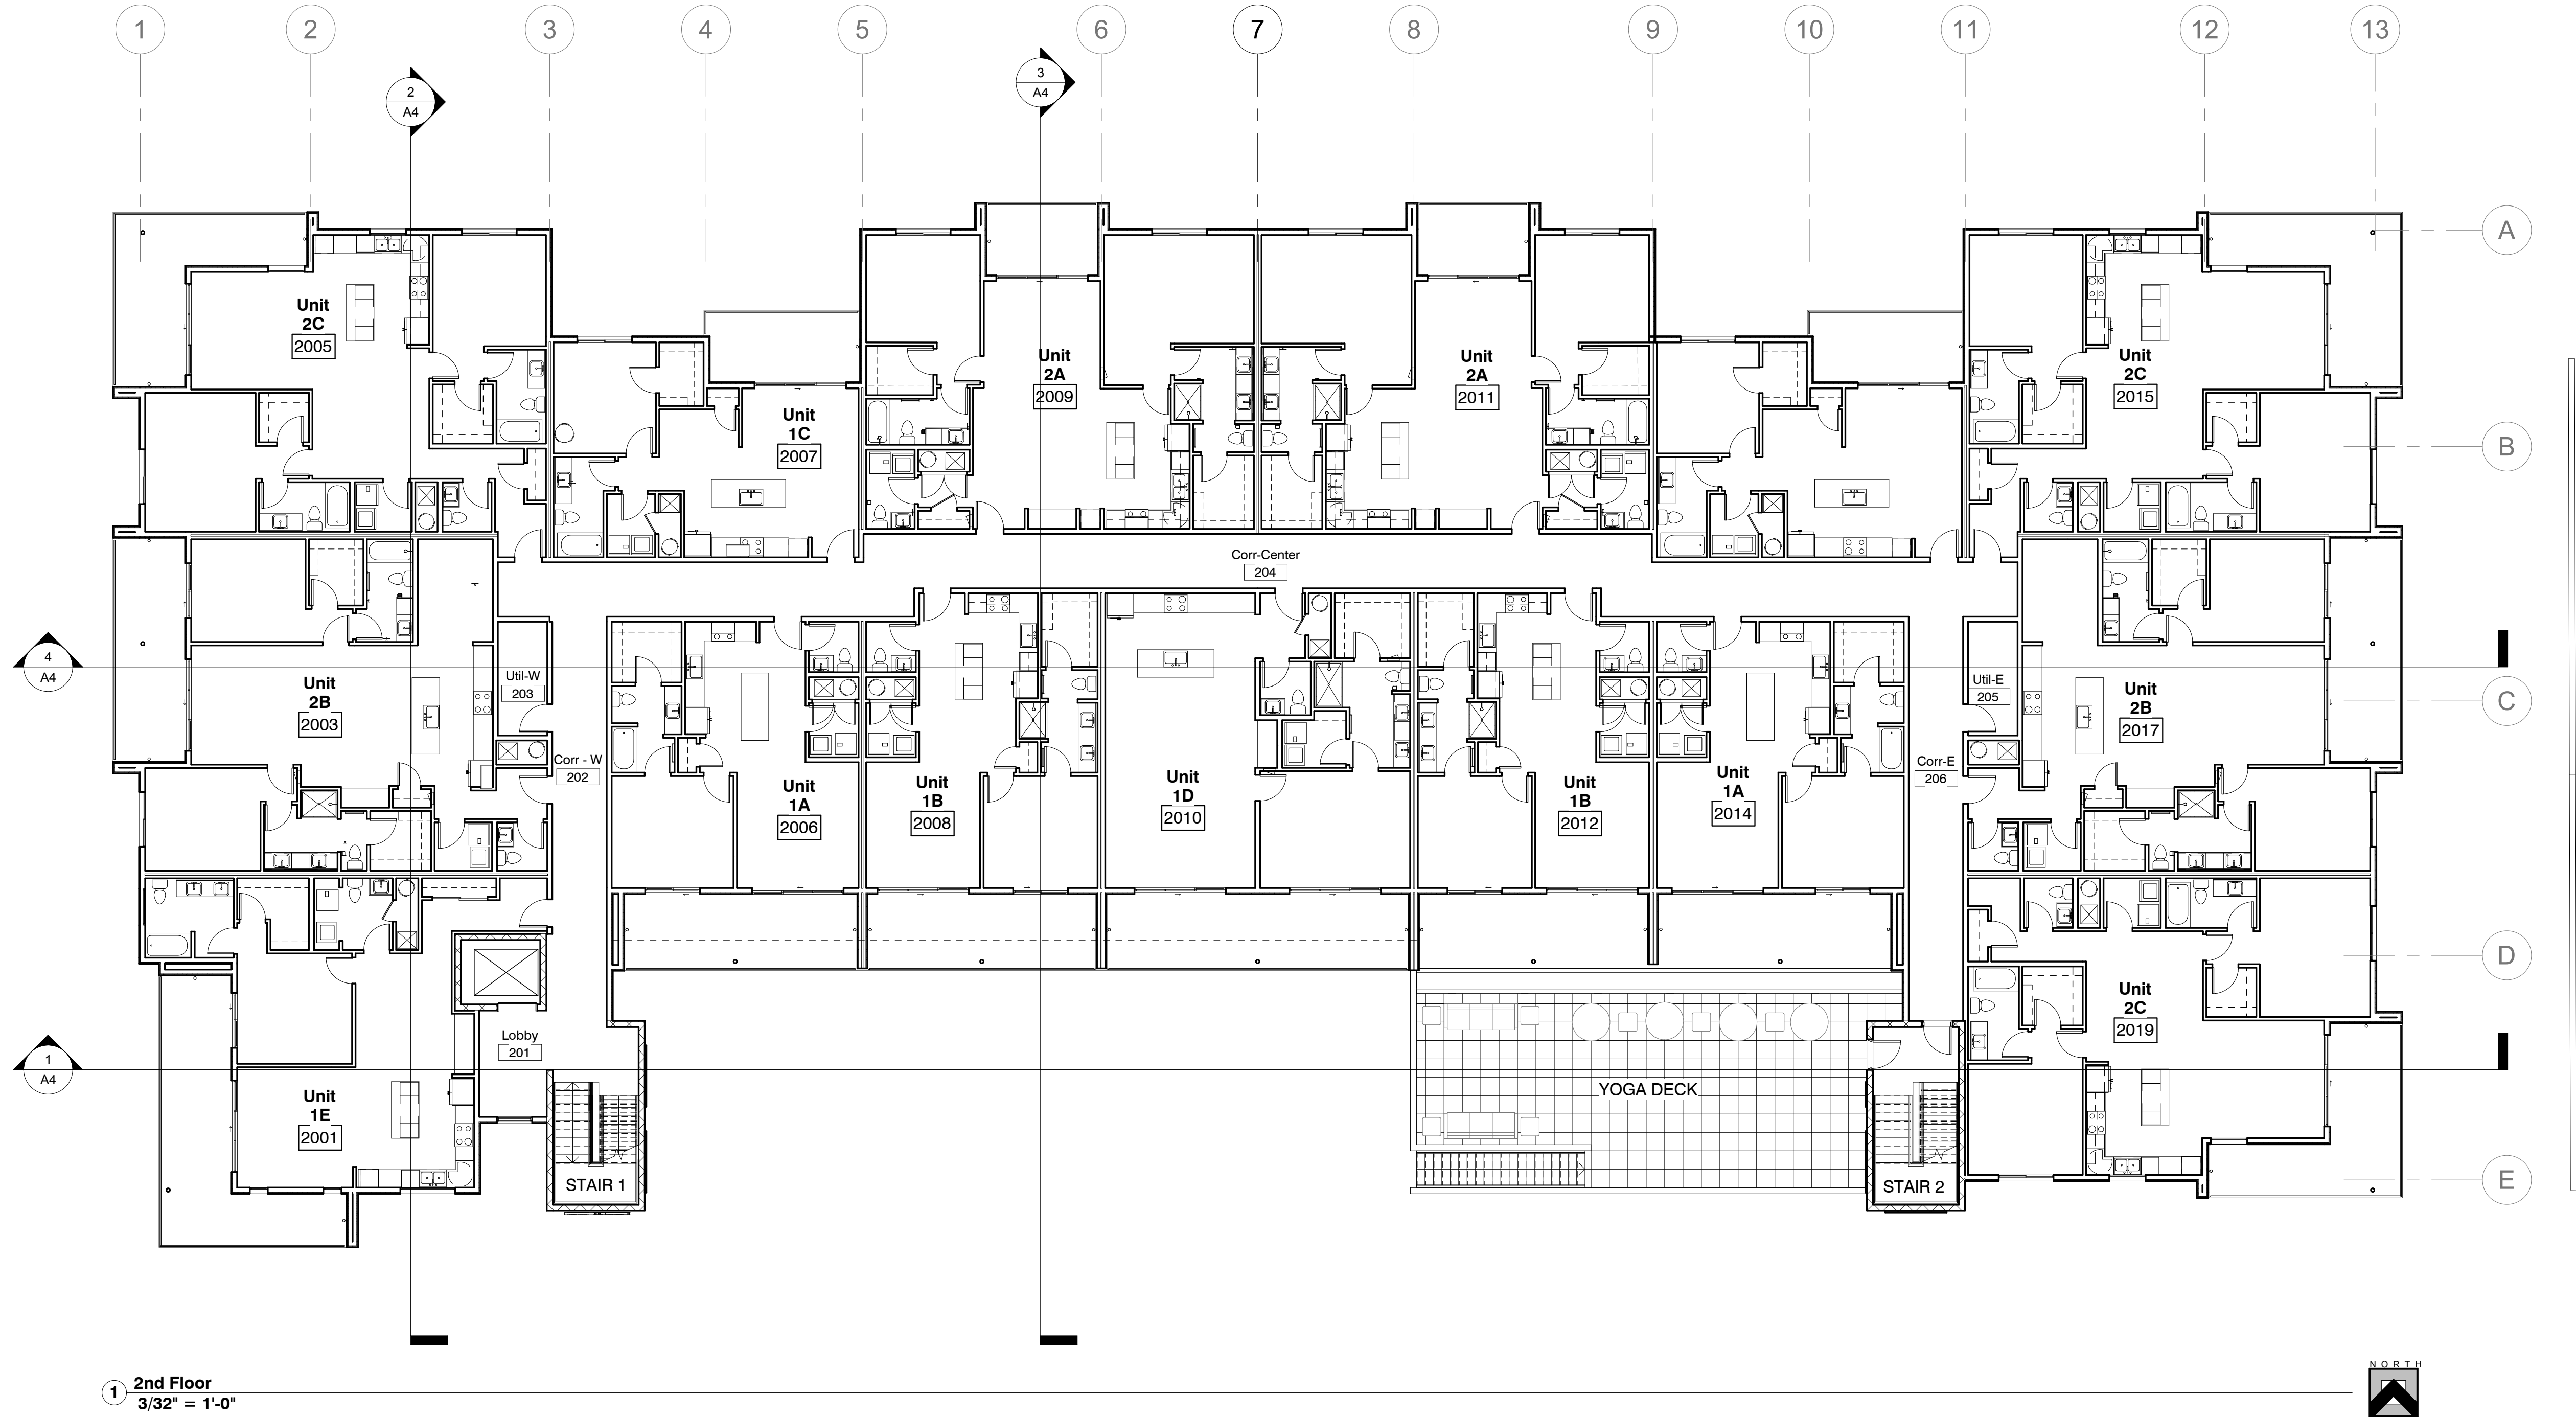 1
2
3
4
5
6
7
8
9
10
11
12
13
2
A4
3
A4
A
B
C
D
E
Unit
2C
2005
Unit
1C
2007
Unit
2A
2009
Unit
2A
2011
Unit
2C
2015
Corr-Center
204
4
A4
Unit
2B
2003
Util-W
203
Corr - W
202
Unit
1A
2006
Unit
1B
2008
Unit
1D
2010
Unit
1B
2012
Unit
1A
2014
Util-E
205
Corr-E
206
Unit
2B
2017
1
A4
Unit
1E
2001
Lobby
201
STAIR 1
YOGA DECK
STAIR 2
Unit
2C
2019
1
2nd Floor
3/32" = 1'-0"
NORTH